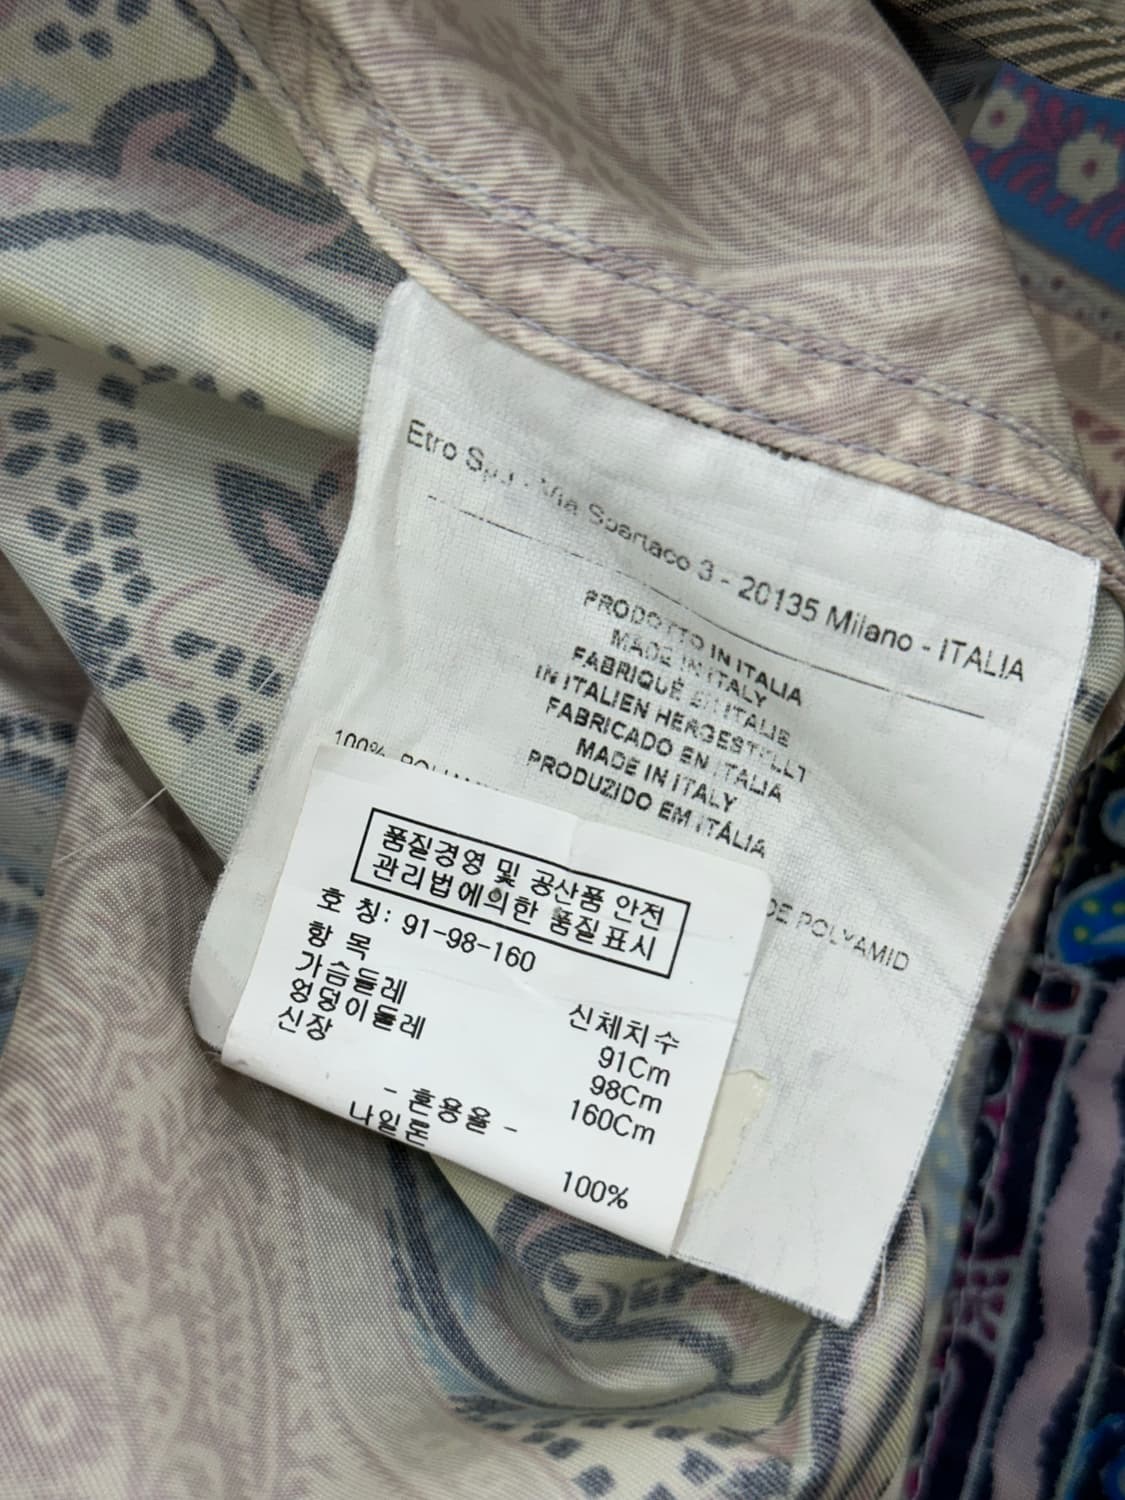 Etro S.p.A. - Via Spartaco 3 - 20135 Milano - ITALIA
PRODOTTO IN ITALIA
MADE IN ITALY
FABRIQUÉ EN ITALIE
IN ITALIEN HERGESTELLT
FABRICADO EN ITALIA
MADE IN ITALY
PRODUZIDO EM ITÁLIA
100%
DE POLYAMID
품질경영 및 공산품 안전
관리법에의한 품질표시
호 칭: 91-98-160
항 목 신체치수
가슴둘레 91Cm
엉덩이둘레 98Cm
신장 160Cm
- 혼용율 -
나일론 100%